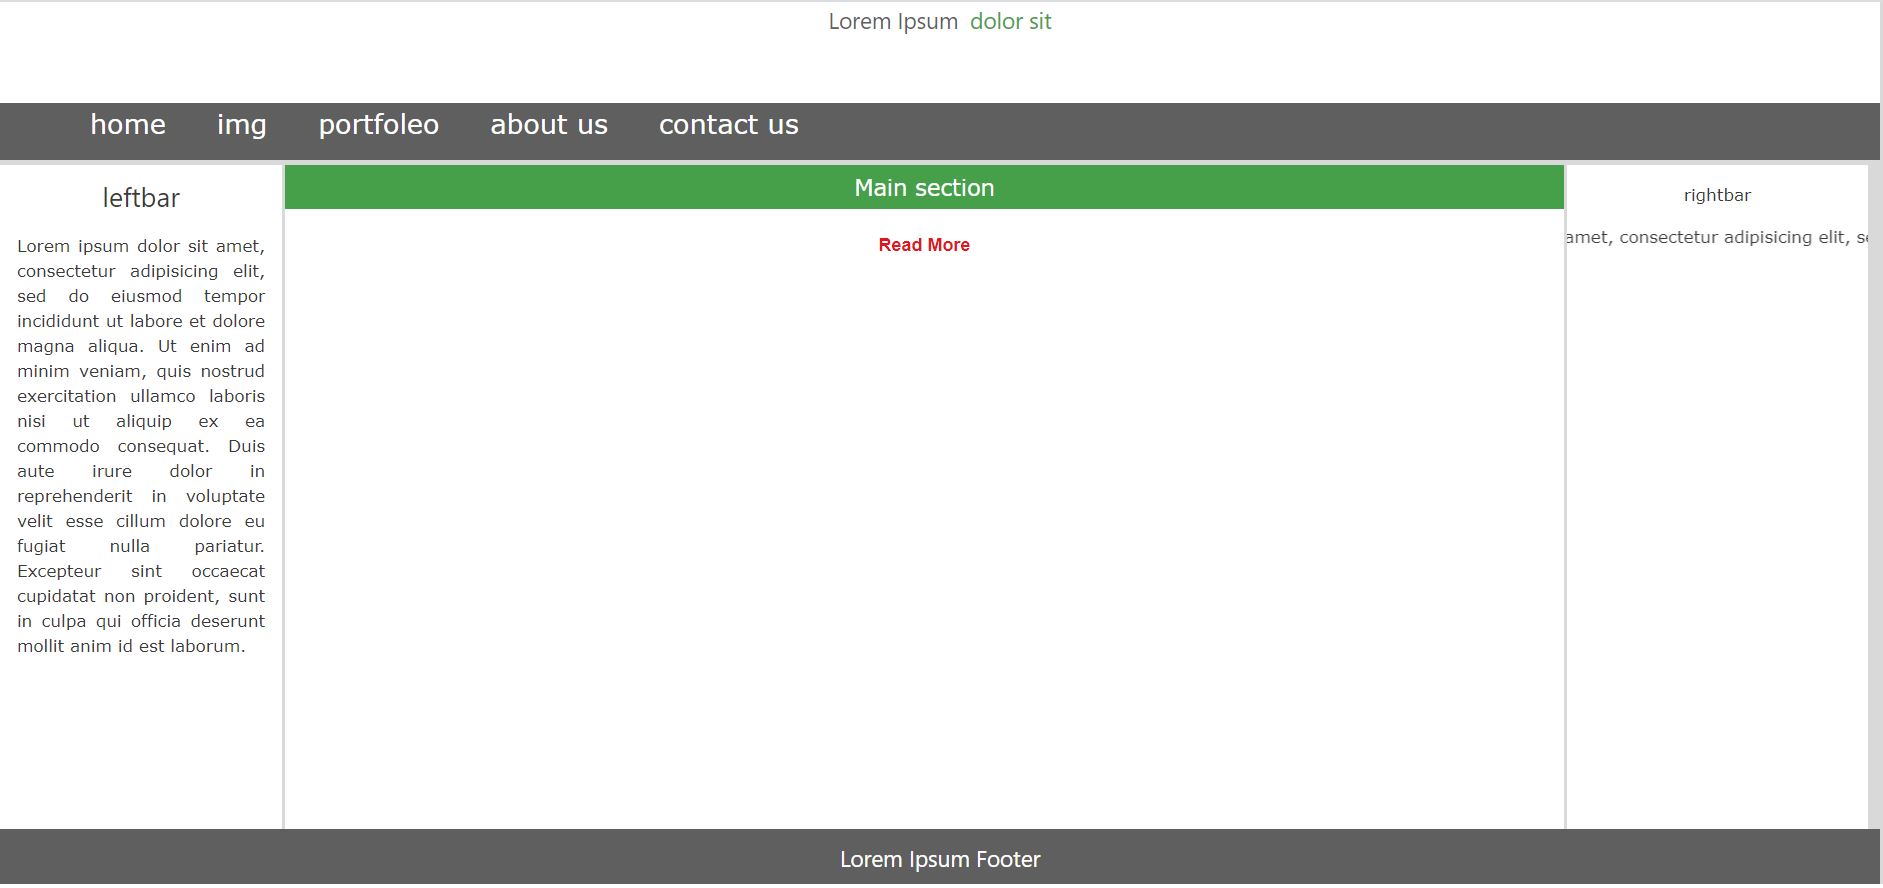 Lorem Ipsum dolor sit
home img portfoleo about us contact us
leftbar
Lorem ipsum dolor sit amet,
consectetur adipisicing elit,
sed do eiusmod tempor
incididunt ut labore et dolore
magna aliqua. Ut enim ad
minim veniam, quis nostrud
exercitation ullamco laboris
nisi ut aliquip ex ea
commodo consequat. Duis
aute irure dolor in
reprehenderit in voluptate
velit esse cillum dolore eu
fugiat nulla pariatur.
Excepteur sint occaecat
cupidatat non proident, sunt
in culpa qui officia deserunt
mollit anim id est laborum.
Main section
Read More
rightbar
amet, consectetur adipisicing elit,
Lorem Ipsum Footer